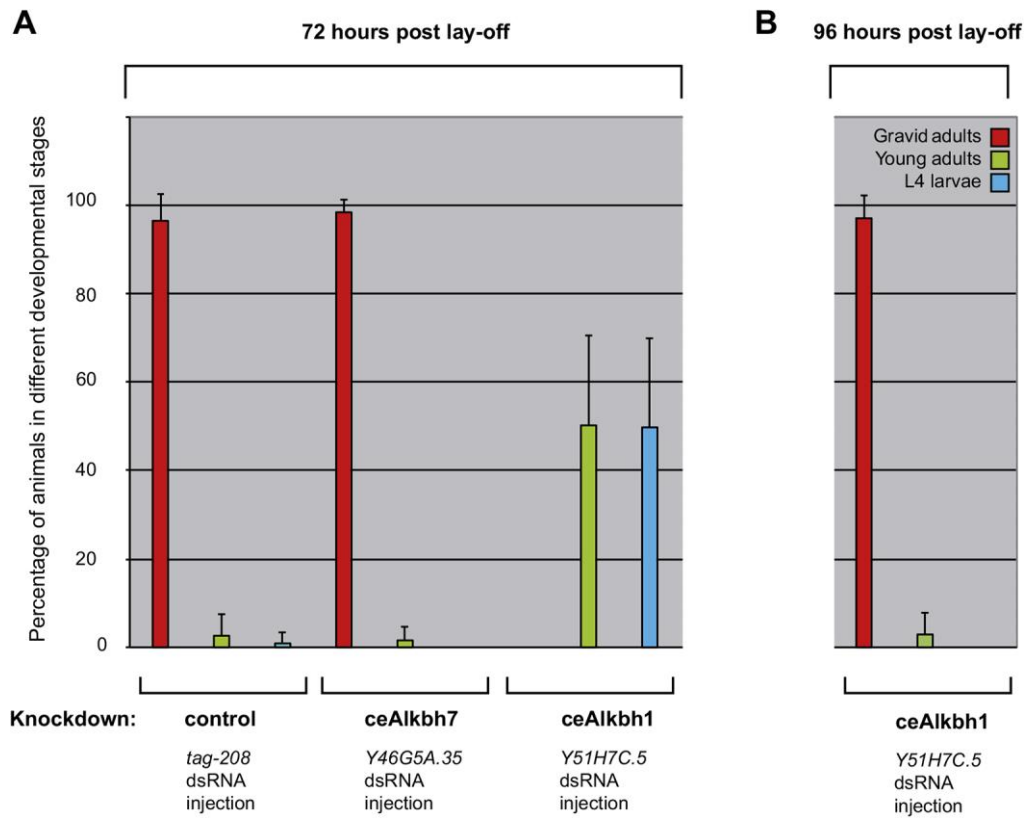 A
72 hours post lay-off
B
96 hours post lay-off
Percentage of animals in different developmental stages
100
80
60
40
20
0
Gravid adults
Young adults
L4 larvae
Knockdown:
control
tag-208
dsRNA
injection
ceAlkbh7
Y46G5A.35
dsRNA
injection
ceAlkbh1
Y51H7C.5
dsRNA
injection
ceAlkbh1
Y51H7C.5
dsRNA
injection